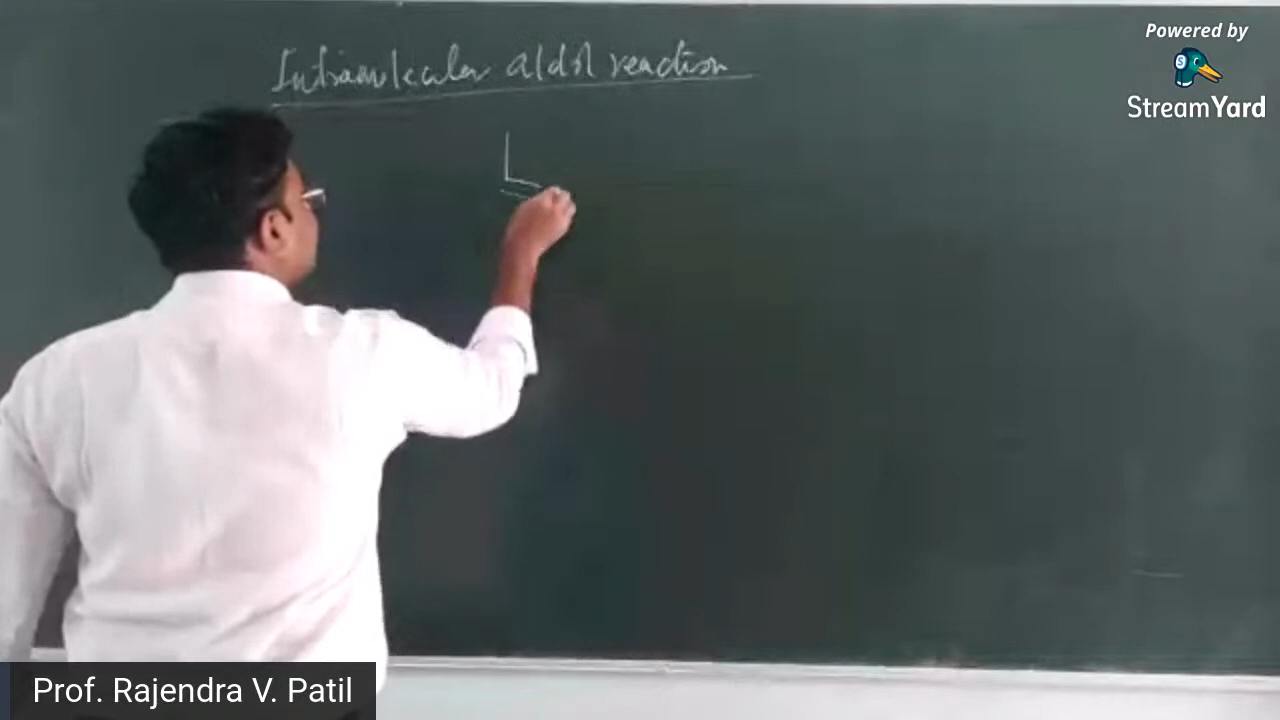 Powered by
StreamYard
Intramolecular aldol reaction
Prof. Rajendra V. Patil